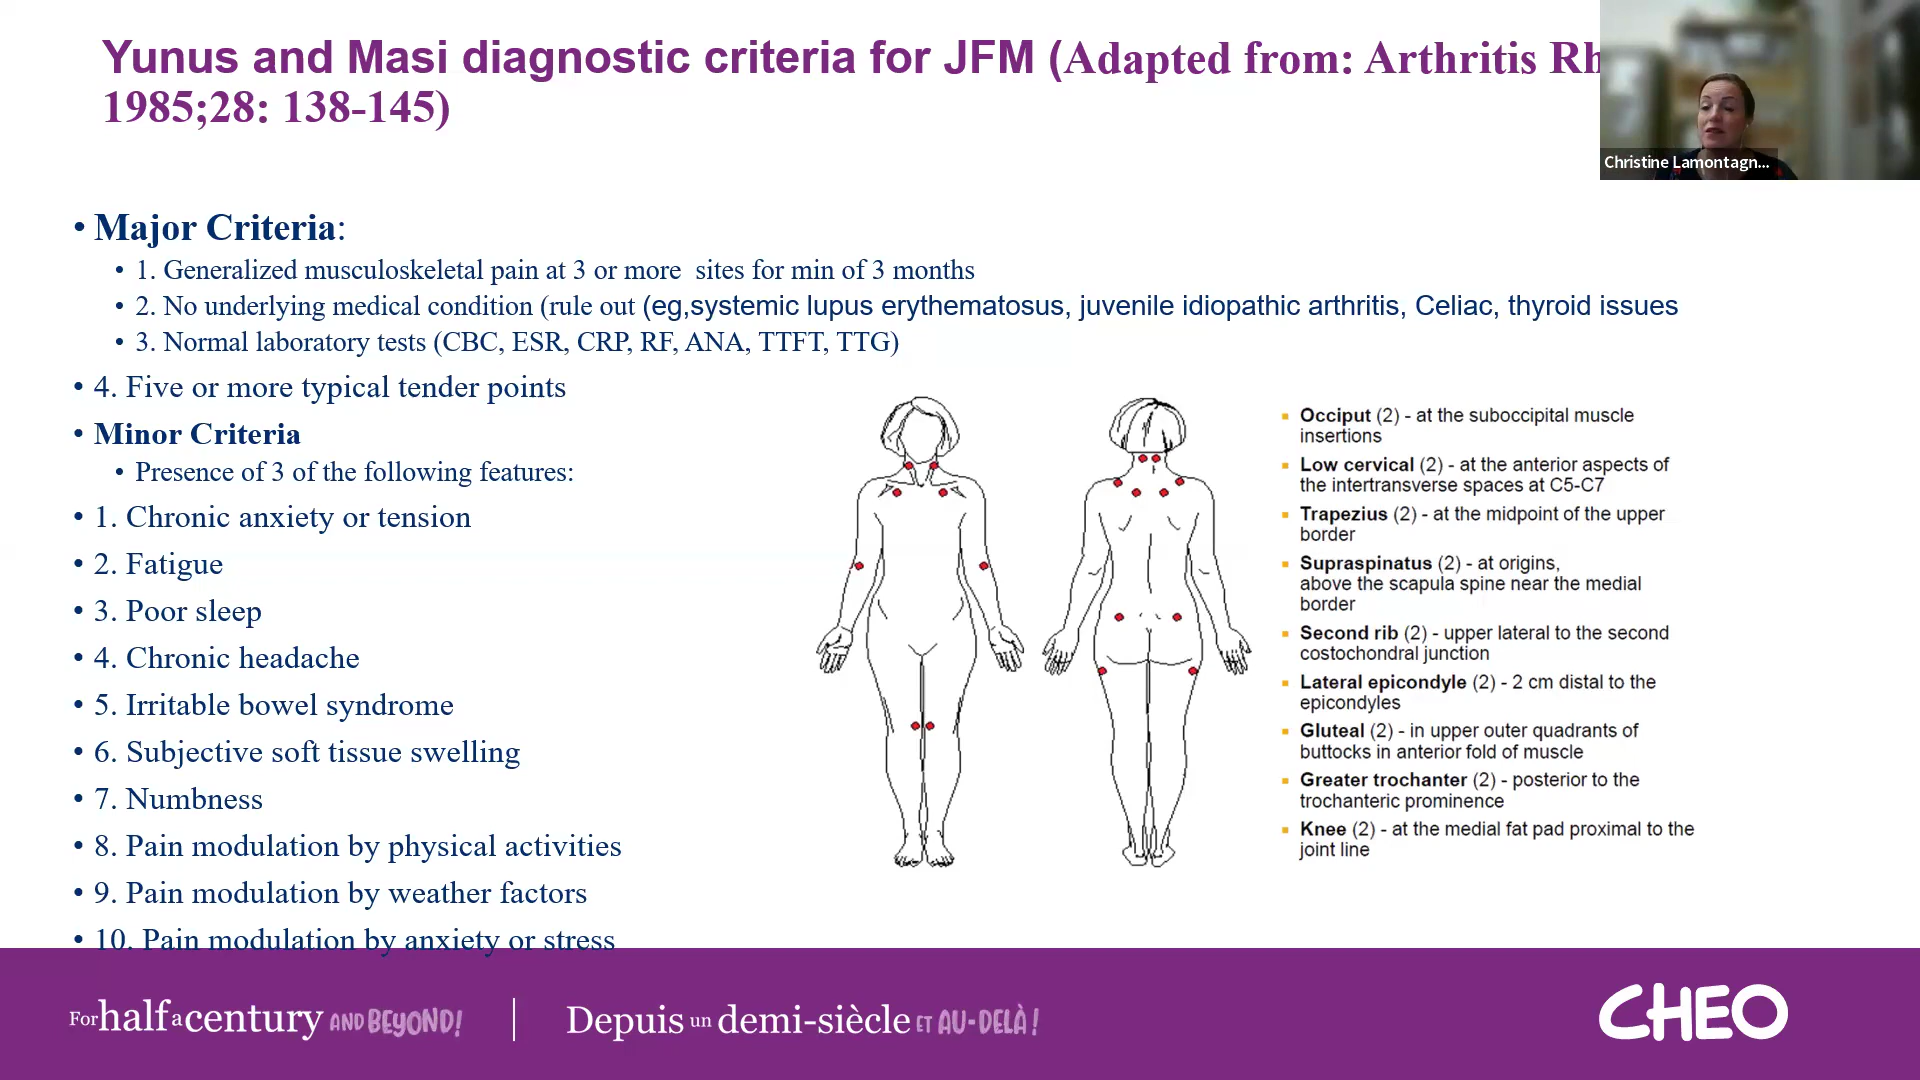 Yunus and Masi diagnostic criteria for JFM (Adapted from: Arthritis Rh
1985;28: 138-145)
Christine Lamontagn...
• Major Criteria:
• 1. Generalized musculoskeletal pain at 3 or more sites for min of 3 months
• 2. No underlying medical condition (rule out (eg,systemic lupus erythematosus, juvenile idiopathic arthritis, Celiac, thyroid issues
• 3. Normal laboratory tests (CBC, ESR, CRP, RF, ANA, TTFT, TTG)
• 4. Five or more typical tender points
• Minor Criteria
• Presence of 3 of the following features:
• 1. Chronic anxiety or tension
• 2. Fatigue
• 3. Poor sleep
• 4. Chronic headache
• 5. Irritable bowel syndrome
• 6. Subjective soft tissue swelling
• 7. Numbness
• 8. Pain modulation by physical activities
• 9. Pain modulation by weather factors
• 10. Pain modulation by anxiety or stress
Occiput (2) - at the suboccipital muscle
insertions
Low cervical (2) - at the anterior aspects of
the intertransverse spaces at C5-C7
Trapezius (2) - at the midpoint of the upper
border
Supraspinatus (2) - at origins,
above the scapula spine near the medial
border
Second rib (2) - upper lateral to the second
costochondral junction
Lateral epicondyle (2) - 2 cm distal to the
epicondyles
Gluteal (2) - in upper outer quadrants of
buttocks in anterior fold of muscle
Greater trochanter (2) - posterior to the
trochanteric prominence
Knee (2) - at the medial fat pad proximal to the
joint line
For half a century AND BEYOND!
Depuis un demi-siècle ET AU-DELÀ!
CHEO